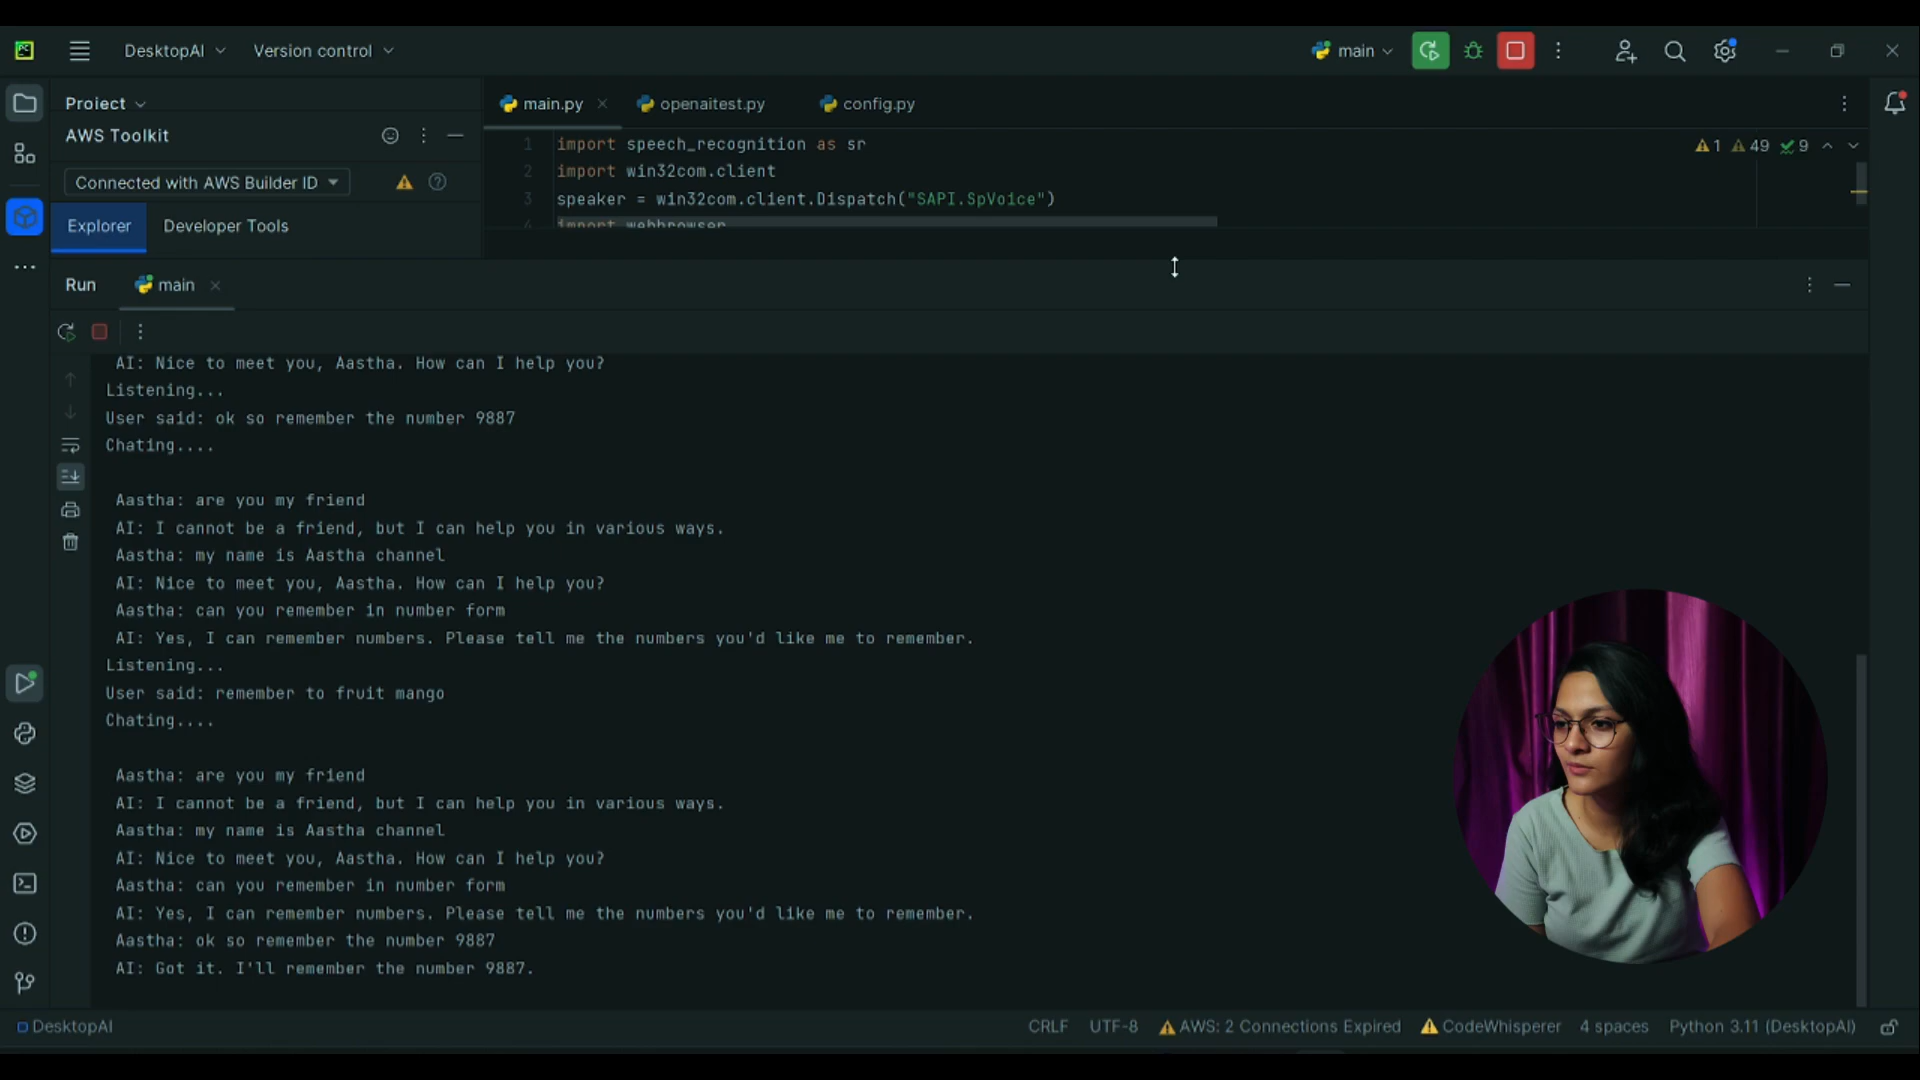 DesktopAI
Version control
main
Project
AWS Toolkit
Connected with AWS Builder ID
Explorer
Developer Tools
main.py
openaitest.py
config.py
1 import speech_recognition as sr
2 import win32com.client
3 speaker = win32com.client.Dispatch("SAPI.SpVoice")
4 import webbrowser
1 49 9
Run
main
AI: Nice to meet you, Aastha. How can I help you?
Listening...
User said: ok so remember the number 9887
Chating....
Aastha: are you my friend
AI: I cannot be a friend, but I can help you in various ways.
Aastha: my name is Aastha channel
AI: Nice to meet you, Aastha. How can I help you?
Aastha: can you remember in number form
AI: Yes, I can remember numbers. Please tell me the numbers you'd like me to remember.
Listening...
User said: remember to fruit mango
Chating....
Aastha: are you my friend
AI: I cannot be a friend, but I can help you in various ways.
Aastha: my name is Aastha channel
AI: Nice to meet you, Aastha. How can I help you?
Aastha: can you remember in number form
AI: Yes, I can remember numbers. Please tell me the numbers you'd like me to remember.
Aastha: ok so remember the number 9887
AI: Got it. I'll remember the number 9887.
DesktopAI
CRLF
UTF-8
AWS: 2 Connections Expired
CodeWhisperer
4 spaces
Python 3.11 (DesktopAI)